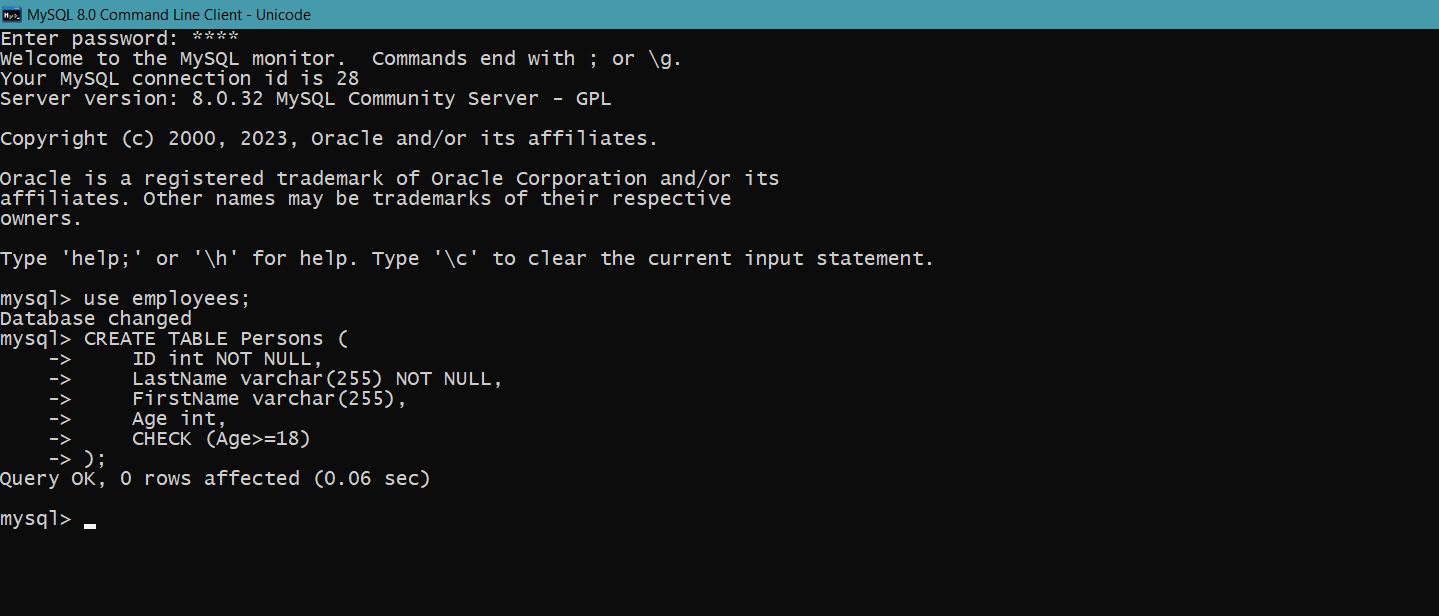 MySQL 8.0 Command Line Client - Unicode
Enter password: ****
Welcome to the MySQL monitor.  Commands end with ; or \g.
Your MySQL connection id is 28
Server version: 8.0.32 MySQL Community Server - GPL

Copyright (c) 2000, 2023, Oracle and/or its affiliates.

Oracle is a registered trademark of Oracle Corporation and/or its
affiliates. Other names may be trademarks of their respective
owners.

Type 'help;' or '\h' for help. Type '\c' to clear the current input statement.

mysql> use employees;
Database changed
mysql> CREATE TABLE Persons (
    ->     ID int NOT NULL,
    ->     LastName varchar(255) NOT NULL,
    ->     FirstName varchar(255),
    ->     Age int,
    ->     CHECK (Age>=18)
    -> );
Query OK, 0 rows affected (0.06 sec)

mysql>